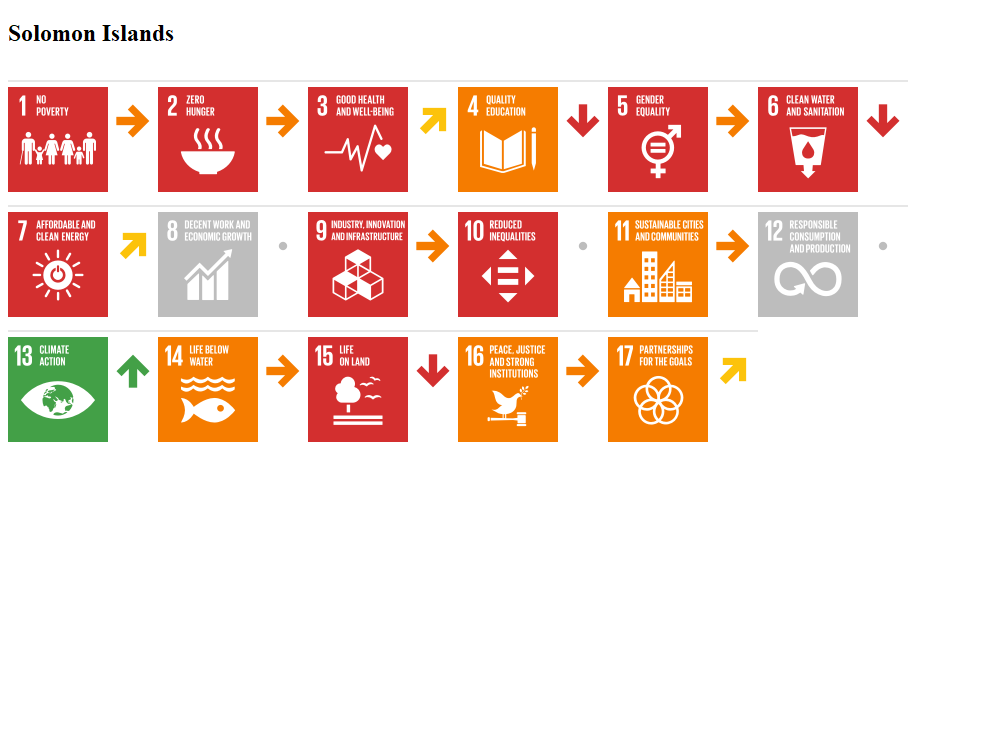 Solomon Islands
1 NO
POVERTY
2 ZERO
HUNGER
3 GOOD HEALTH
AND WELL-BEING
4 QUALITY
EDUCATION
5 GENDER
EQUALITY
6 CLEAN WATER
AND SANITATION
7 AFFORDABLE AND
CLEAN ENERGY
8 DECENT WORK AND
ECONOMIC GROWTH
9 INDUSTRY, INNOVATION
AND INFRASTRUCTURE
10 REDUCED
INEQUALITIES
11 SUSTAINABLE CITIES
AND COMMUNITIES
12 RESPONSIBLE
CONSUMPTION
AND PRODUCTION
13 CLIMATE
ACTION
14 LIFE BELOW
WATER
15 LIFE
ON LAND
16 PEACE, JUSTICE
AND STRONG
INSTITUTIONS
17 PARTNERSHIPS
FOR THE GOALS